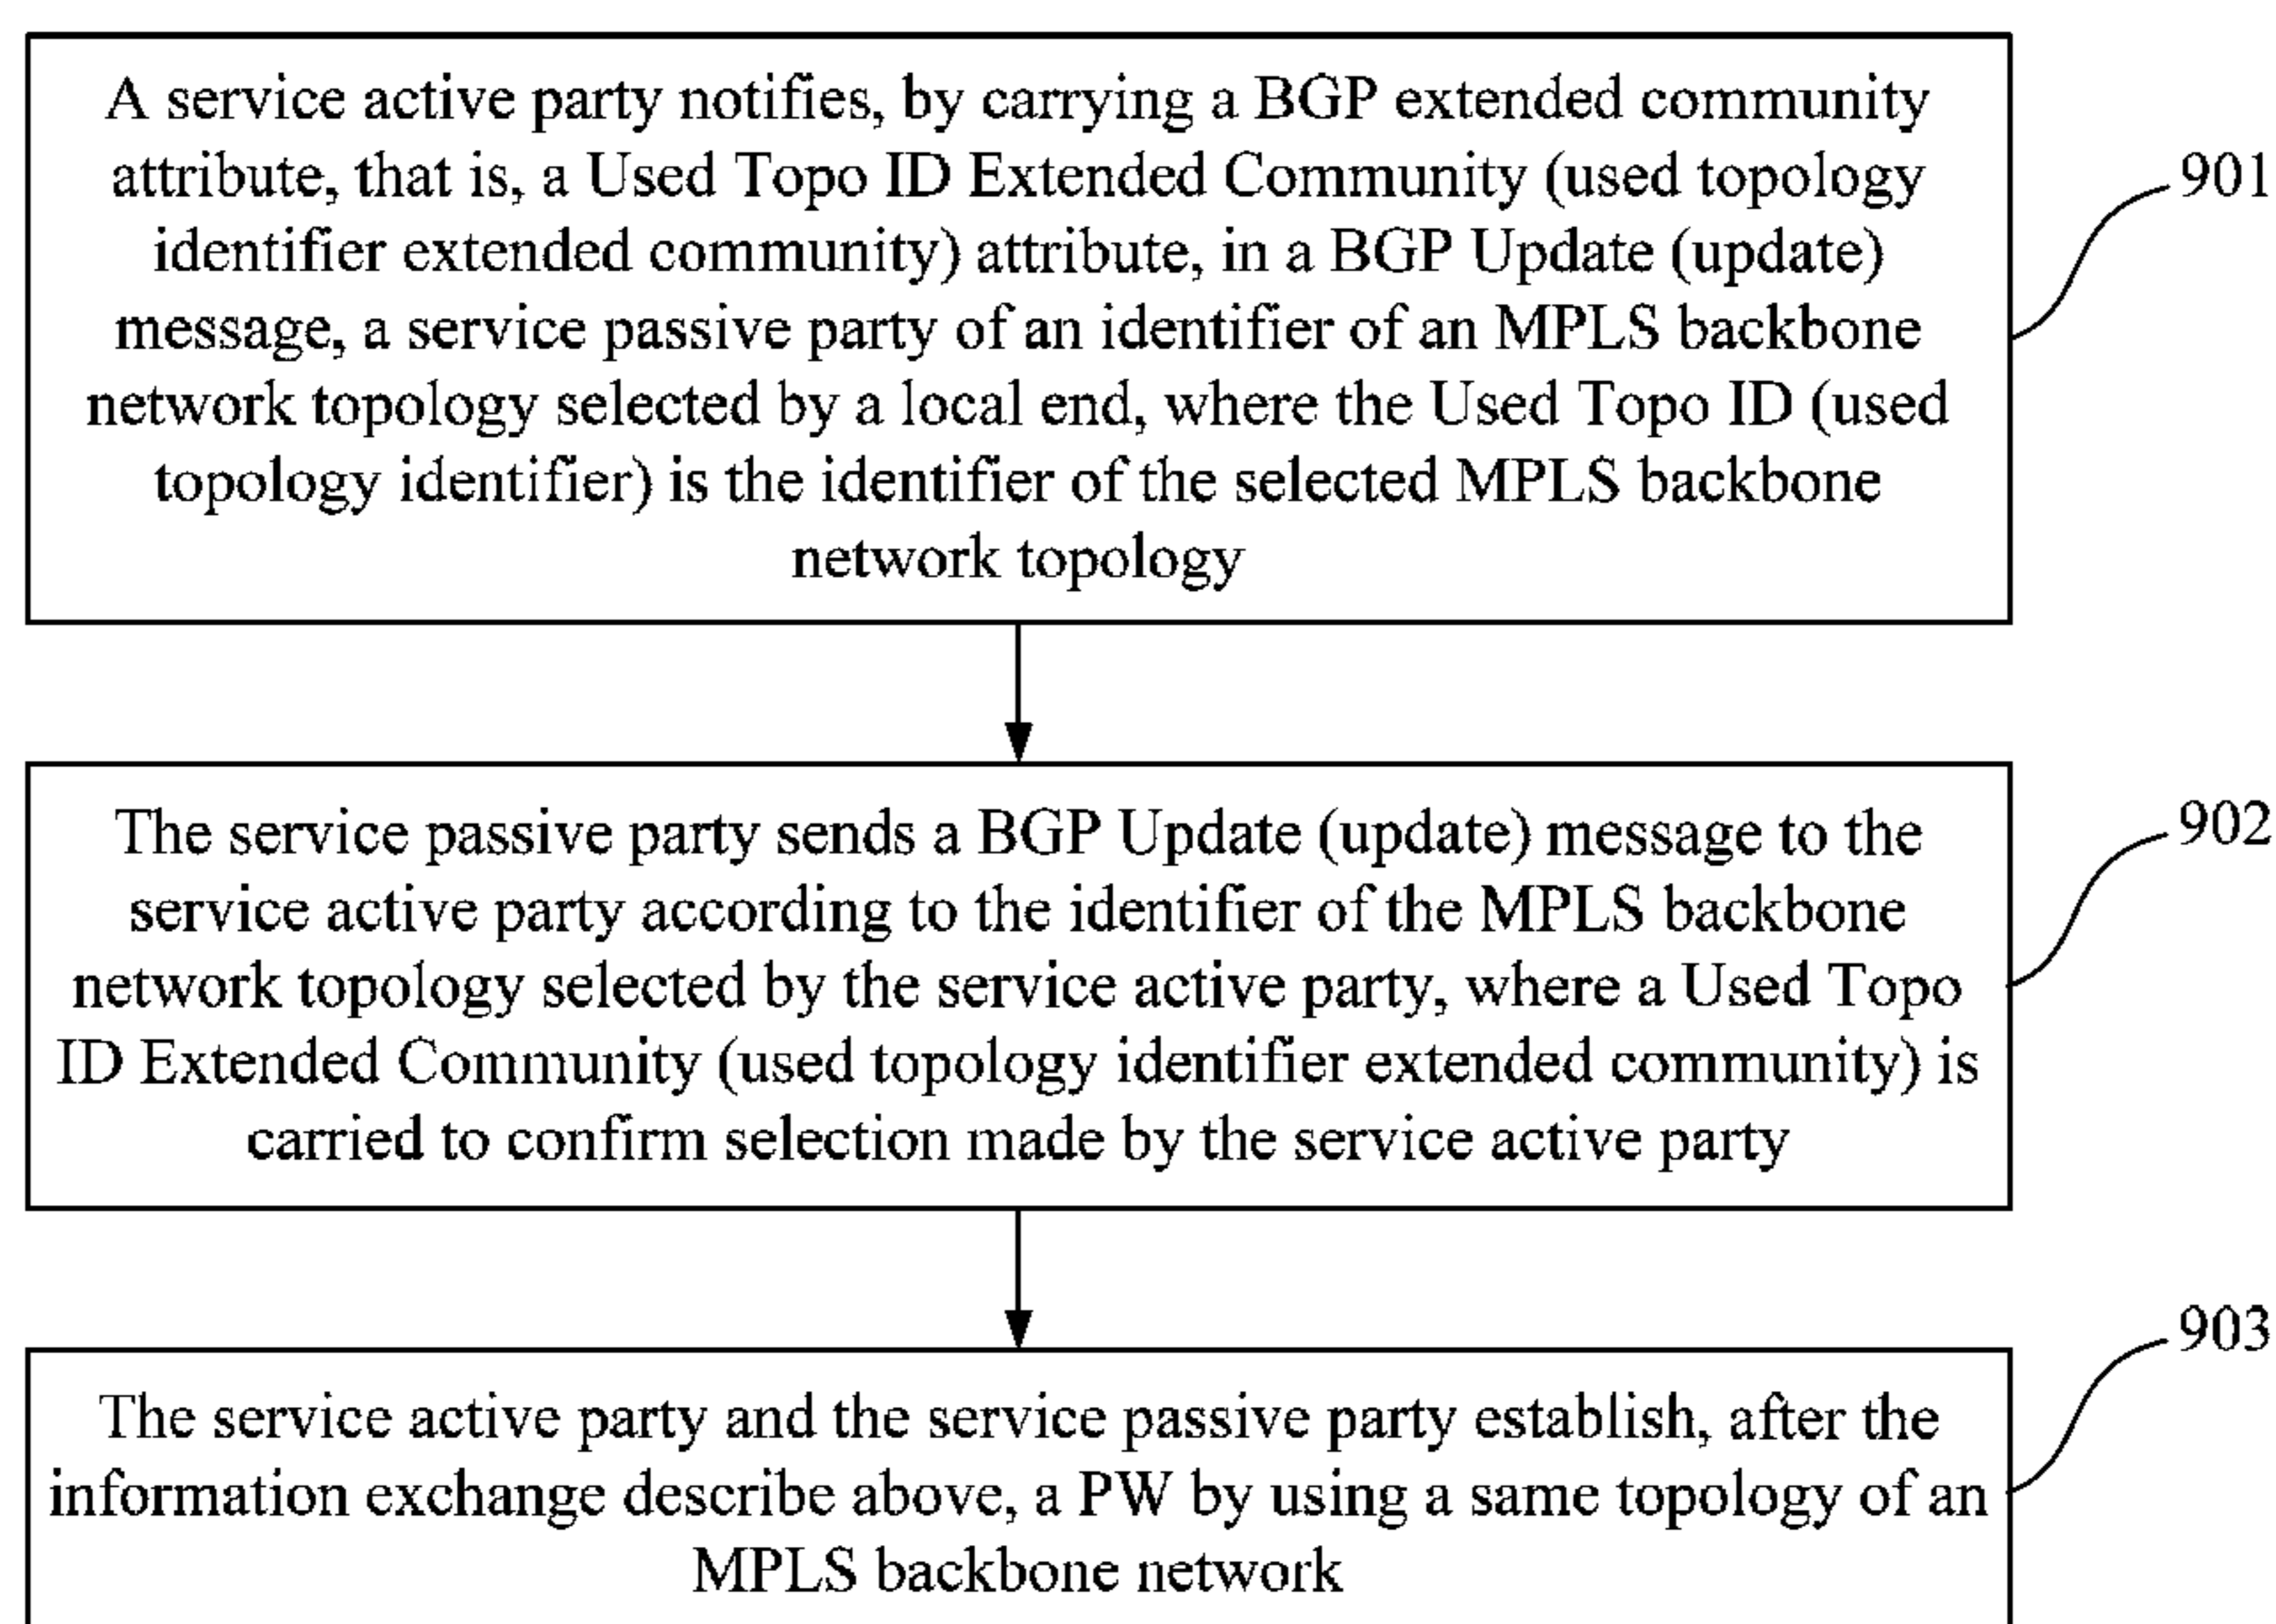 A service active party notifies, by carrying a BGP extended community
attribute, that is, a Used Topo ID Extended Community (used topology
identifier extended community) attribute, in a BGP Update (update)
message, a service passive party of an identifier of an MPLS backbone
network topology selected by a local end, where the Used Topo ID (used
topology identifier) is the identifier of the selected MPLS backbone
network topology
901
The service passive party sends a BGP Update (update) message to the
service active party according to the identifier of the MPLS backbone
network topology selected by the service active party, where a Used Topo
ID Extended Community (used topology identifier extended community) is
carried to confirm selection made by the service active party
902
The service active party and the service passive party establish, after the
information exchange describe above, a PW by using a same topology of an
MPLS backbone network
903